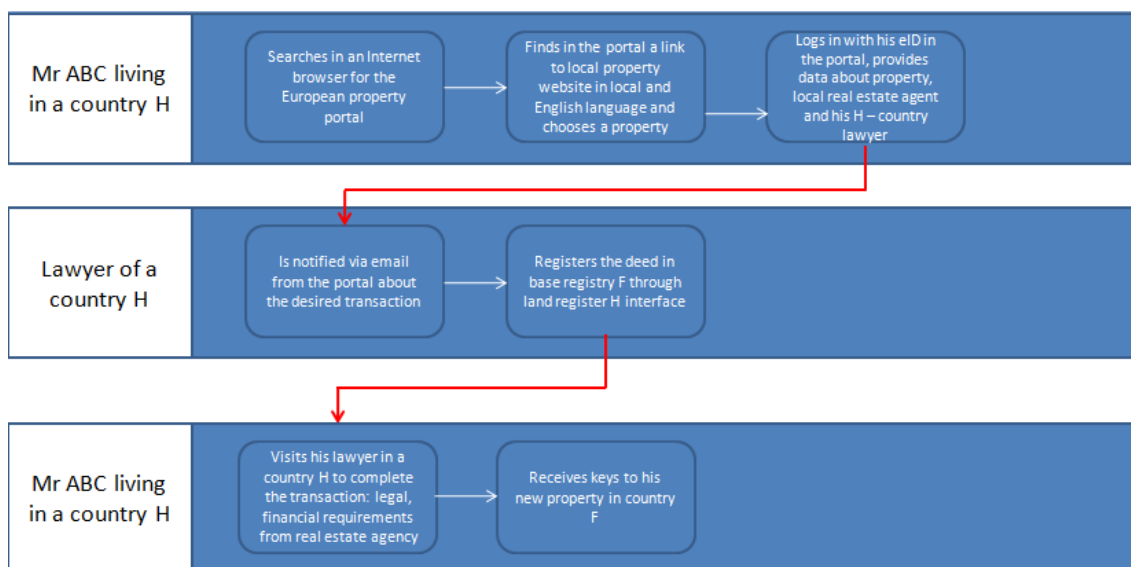 Mr ABC living
in a country H
Searches in an Internet
browser for the
European property
portal
Finds in the portal a link
to local property
website in local and
English language and
chooses a property
Logs in with his eID in
the portal, provides
data about property,
local real estate agent
and his H – country
lawyer
Lawyer of a
country H
Is notified via email
from the portal about
the desired transaction
Registers the deed in
base registry F through
land register H interface
Mr ABC living
in a country H
Visits his lawyer in a
country H to complete
the transaction: legal,
financial requirements
from real estate agency
Receives keys to his
new property in country
F